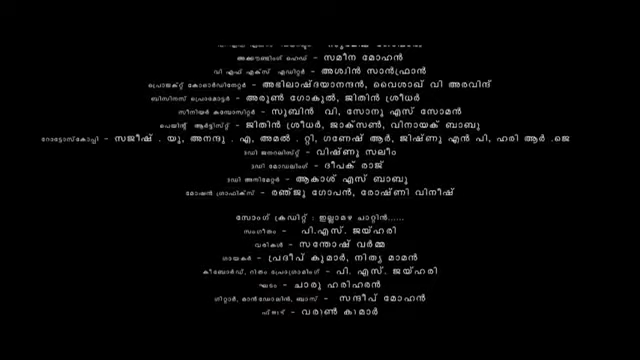 അക്കൗണ്ടിംഗ് ഹെഡ് – സമീന മോഹൻ
വി എഫ് എക്സ് എഡിറ്റർ – അശ്വിൻ സാൻഫ്രാൻ
പ്രൊജക്റ്റ് കോഓർഡിനേറ്റർ – അഭിലാഷ്ദയാനന്ദൻ, വൈശാഖ് വി അരവിന്ദ്
ബിസിനസ് പ്രൊമോട്ടർ – അരുൺ ഗോകുൽ, ജിതിൻ ശ്രീധർ
സീനിയർ കമ്പോസിറ്റർ – സുബിൻ വി, സോനു എസ് സോമൻ
പെയിന്റ് ആർട്ടിസ്റ്റ് – ജിതിൻ ശ്രീധർ, ജാക്സൺ, വിനായക് ബാബു
റോട്ടോസ്കോപ്പി – സജീഷ് . യു, അനന്ദു . എ, അമൽ . റ്റി, ഗണേഷ് ആർ, ജിഷ്ണു എൻ പി, ഹരി ആർ .ജെ
3ഡി ജനറലിസ്റ്റ് – വിഷ്ണു സലീം
3ഡി മോഡലിംഗ് – ദീപക് രാജ്
3ഡി അനിമേറ്റർ – ആകാശ് എസ് ബാബു
മോഷൻ ഗ്രാഫിക്സ് – രഞ്ജു ഗോപൻ, രോഷ്ണി വിനീഷ്
സോംഗ് ക്രഡിറ്റ് : ഇല്ലാമഴ ചാറ്റിൻ......
സംഗീതം – പി.എസ്. ജയ്ഹരി
വരികൾ – സന്തോഷ് വർമ്മ
ഗായകർ – പ്രദീപ് കുമാർ, നിത്യ മാമൻ
കീബോർഡ്, റിതം പ്രോഗ്രാമിംഗ് – പി. എസ്. ജയ്ഹരി
ഘടം – ചാരു ഹരിഹരൻ
ഗിറ്റാർ, മാൻഡോലിൻ, ബാസ് – സന്ദീപ് മോഹൻ
ഫ്ലൂട്ട് – വരുൺ കുമാർ